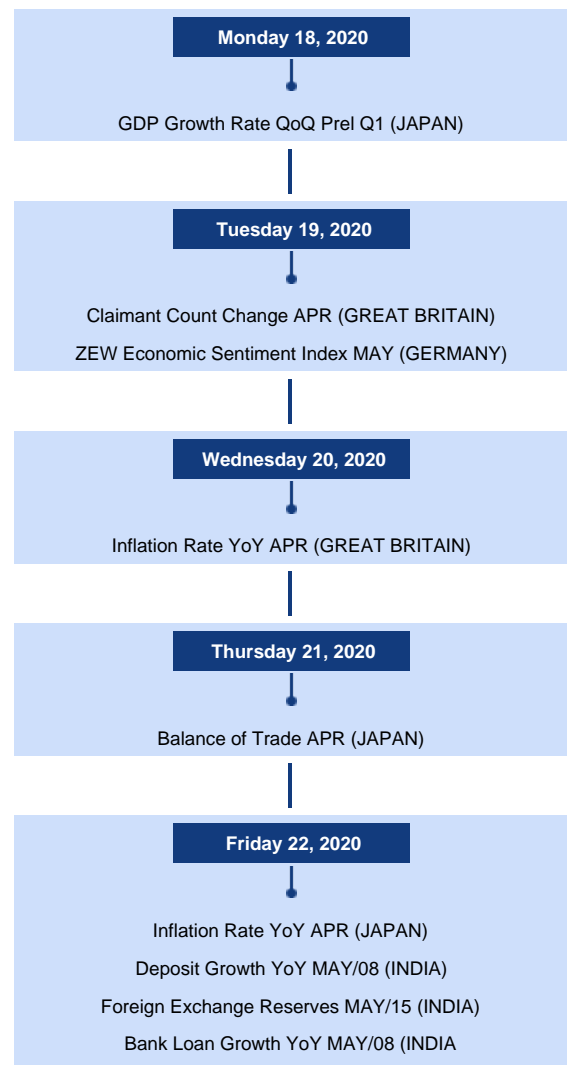 Monday 18, 2020
GDP Growth Rate QoQ Prel Q1 (JAPAN)
Tuesday 19, 2020
Claimant Count Change APR (GREAT BRITAIN)
ZEW Economic Sentiment Index MAY (GERMANY)
Wednesday 20, 2020
Inflation Rate YoY APR (GREAT BRITAIN)
Thursday 21, 2020
Balance of Trade APR (JAPAN)
Friday 22, 2020
Inflation Rate YoY APR (JAPAN)
Deposit Growth YoY MAY/08 (INDIA)
Foreign Exchange Reserves MAY/15 (INDIA)
Bank Loan Growth YoY MAY/08 (INDIA